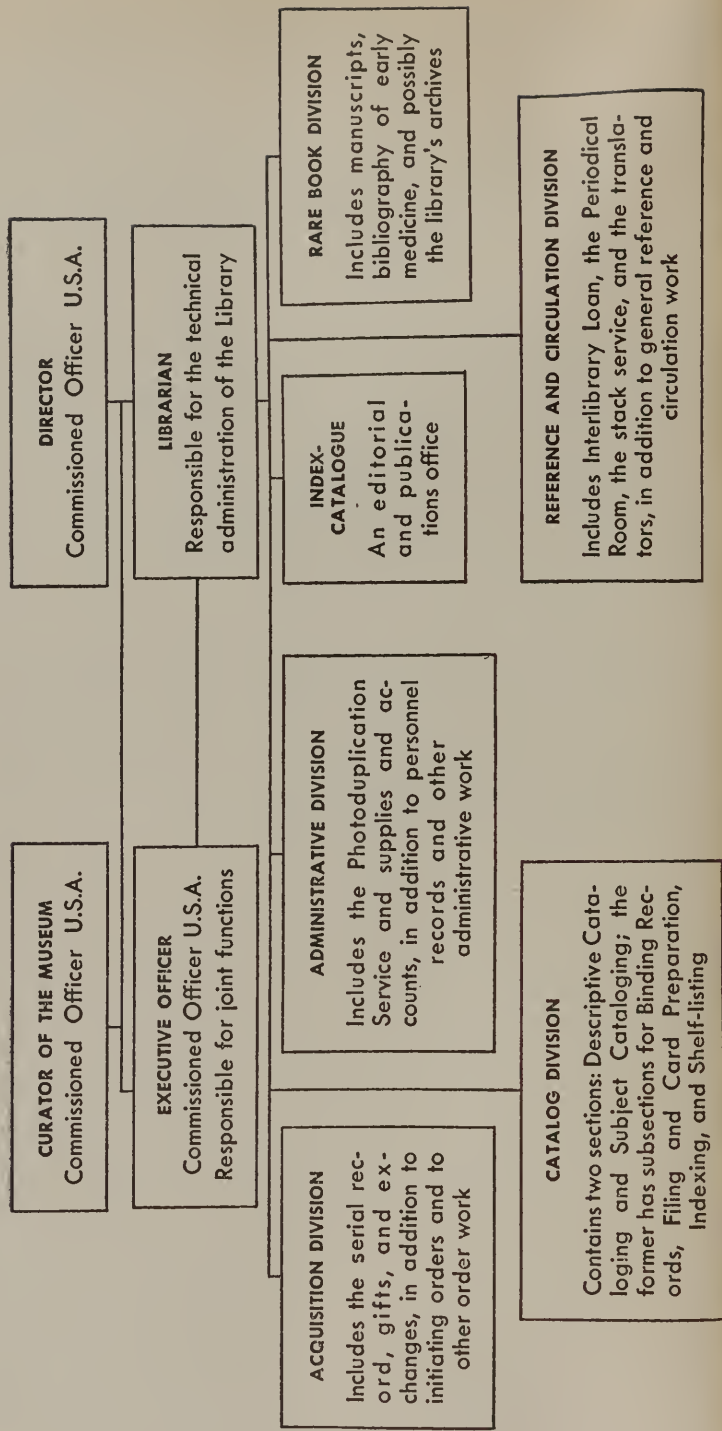 CURATOR OF THE MUSEUM
Commissioned Officer U.S.A.
DIRECTOR
Commissioned Officer U.S.A.
EXECUTIVE OFFICER
Commissioned Officer U.S.A.
Responsible for joint functions
LIBRARIAN
Responsible for the technical
administration of the Library
ACQUISITION DIVISION
Includes the serial rec-
ord, gifts, and ex-
changes, in addition to
initiating orders and to
other order work
ADMINISTRATIVE DIVISION
Includes the Photoduplication
Service and supplies and ac-
counts, in addition to personnel
records and other
administrative work
INDEX-
CATALOGUE
An editorial
and publica-
tions office
RARE BOOK DIVISION
Includes manuscripts,
bibliography of early
medicine, and possibly
the library's archives
CATALOG DIVISION
Contains two sections: Descriptive Cata-
loging and Subject Cataloging; the
former has subsections for Binding Rec-
ords, Filing and Card Preparation,
Indexing, and Shelf-listing
REFERENCE AND CIRCULATION DIVISION
Includes Interlibrary Loan, the Periodical
Room, the stack service, and the transla-
tors, in addition to general reference and
circulation work